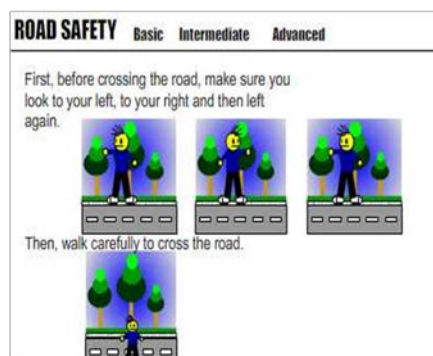 ROAD SAFETY Basic Intermediate Advanced
First, before crossing the road, make sure you
look to your left, to your right and then left
again.
Then, walk carefully to cross the road.